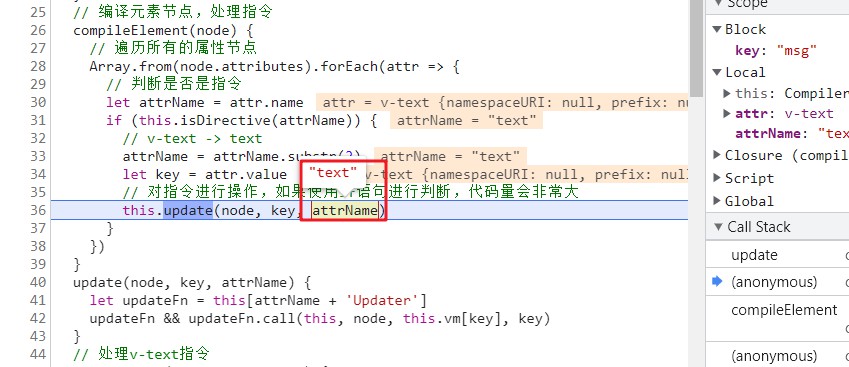 25 // 编译元素节点，处理指令
26 compileElement(node) {
27 // 遍历所有的属性节点
28 Array.from(node.attributes).forEach(attr => {
29 // 判断是否是指令
30 let attrName = attr.name attr = v-text {namespaceURI: null, prefix: nu
31 if (this.isDirective(attrName)) { attrName = "text"
32 // v-text -> text
33 attrName = attrName.substr(2) attrName = "text"
34 let key = attr.value = v-text {namespaceURI: null, prefix: nu
"text"
35 // 对指令进行操作，如果使用 语句进行判断，代码量会非常大
36 this.update(node, key, attrName)
37 }
38 })
39 }
40 update(node, key, attrName) {
41 let updateFn = this[attrName + 'Updater']
42 updateFn && updateFn.call(this, node, this.vm[key], key)
43 }
44 // 处理v-text指令
Scope
Block
key: "msg"
Local
this: Compiler
attr: v-text
attrName: "tex
Closure (compil
Script
Global
Call Stack
update
(anonymous)
compileElement
(anonymous)